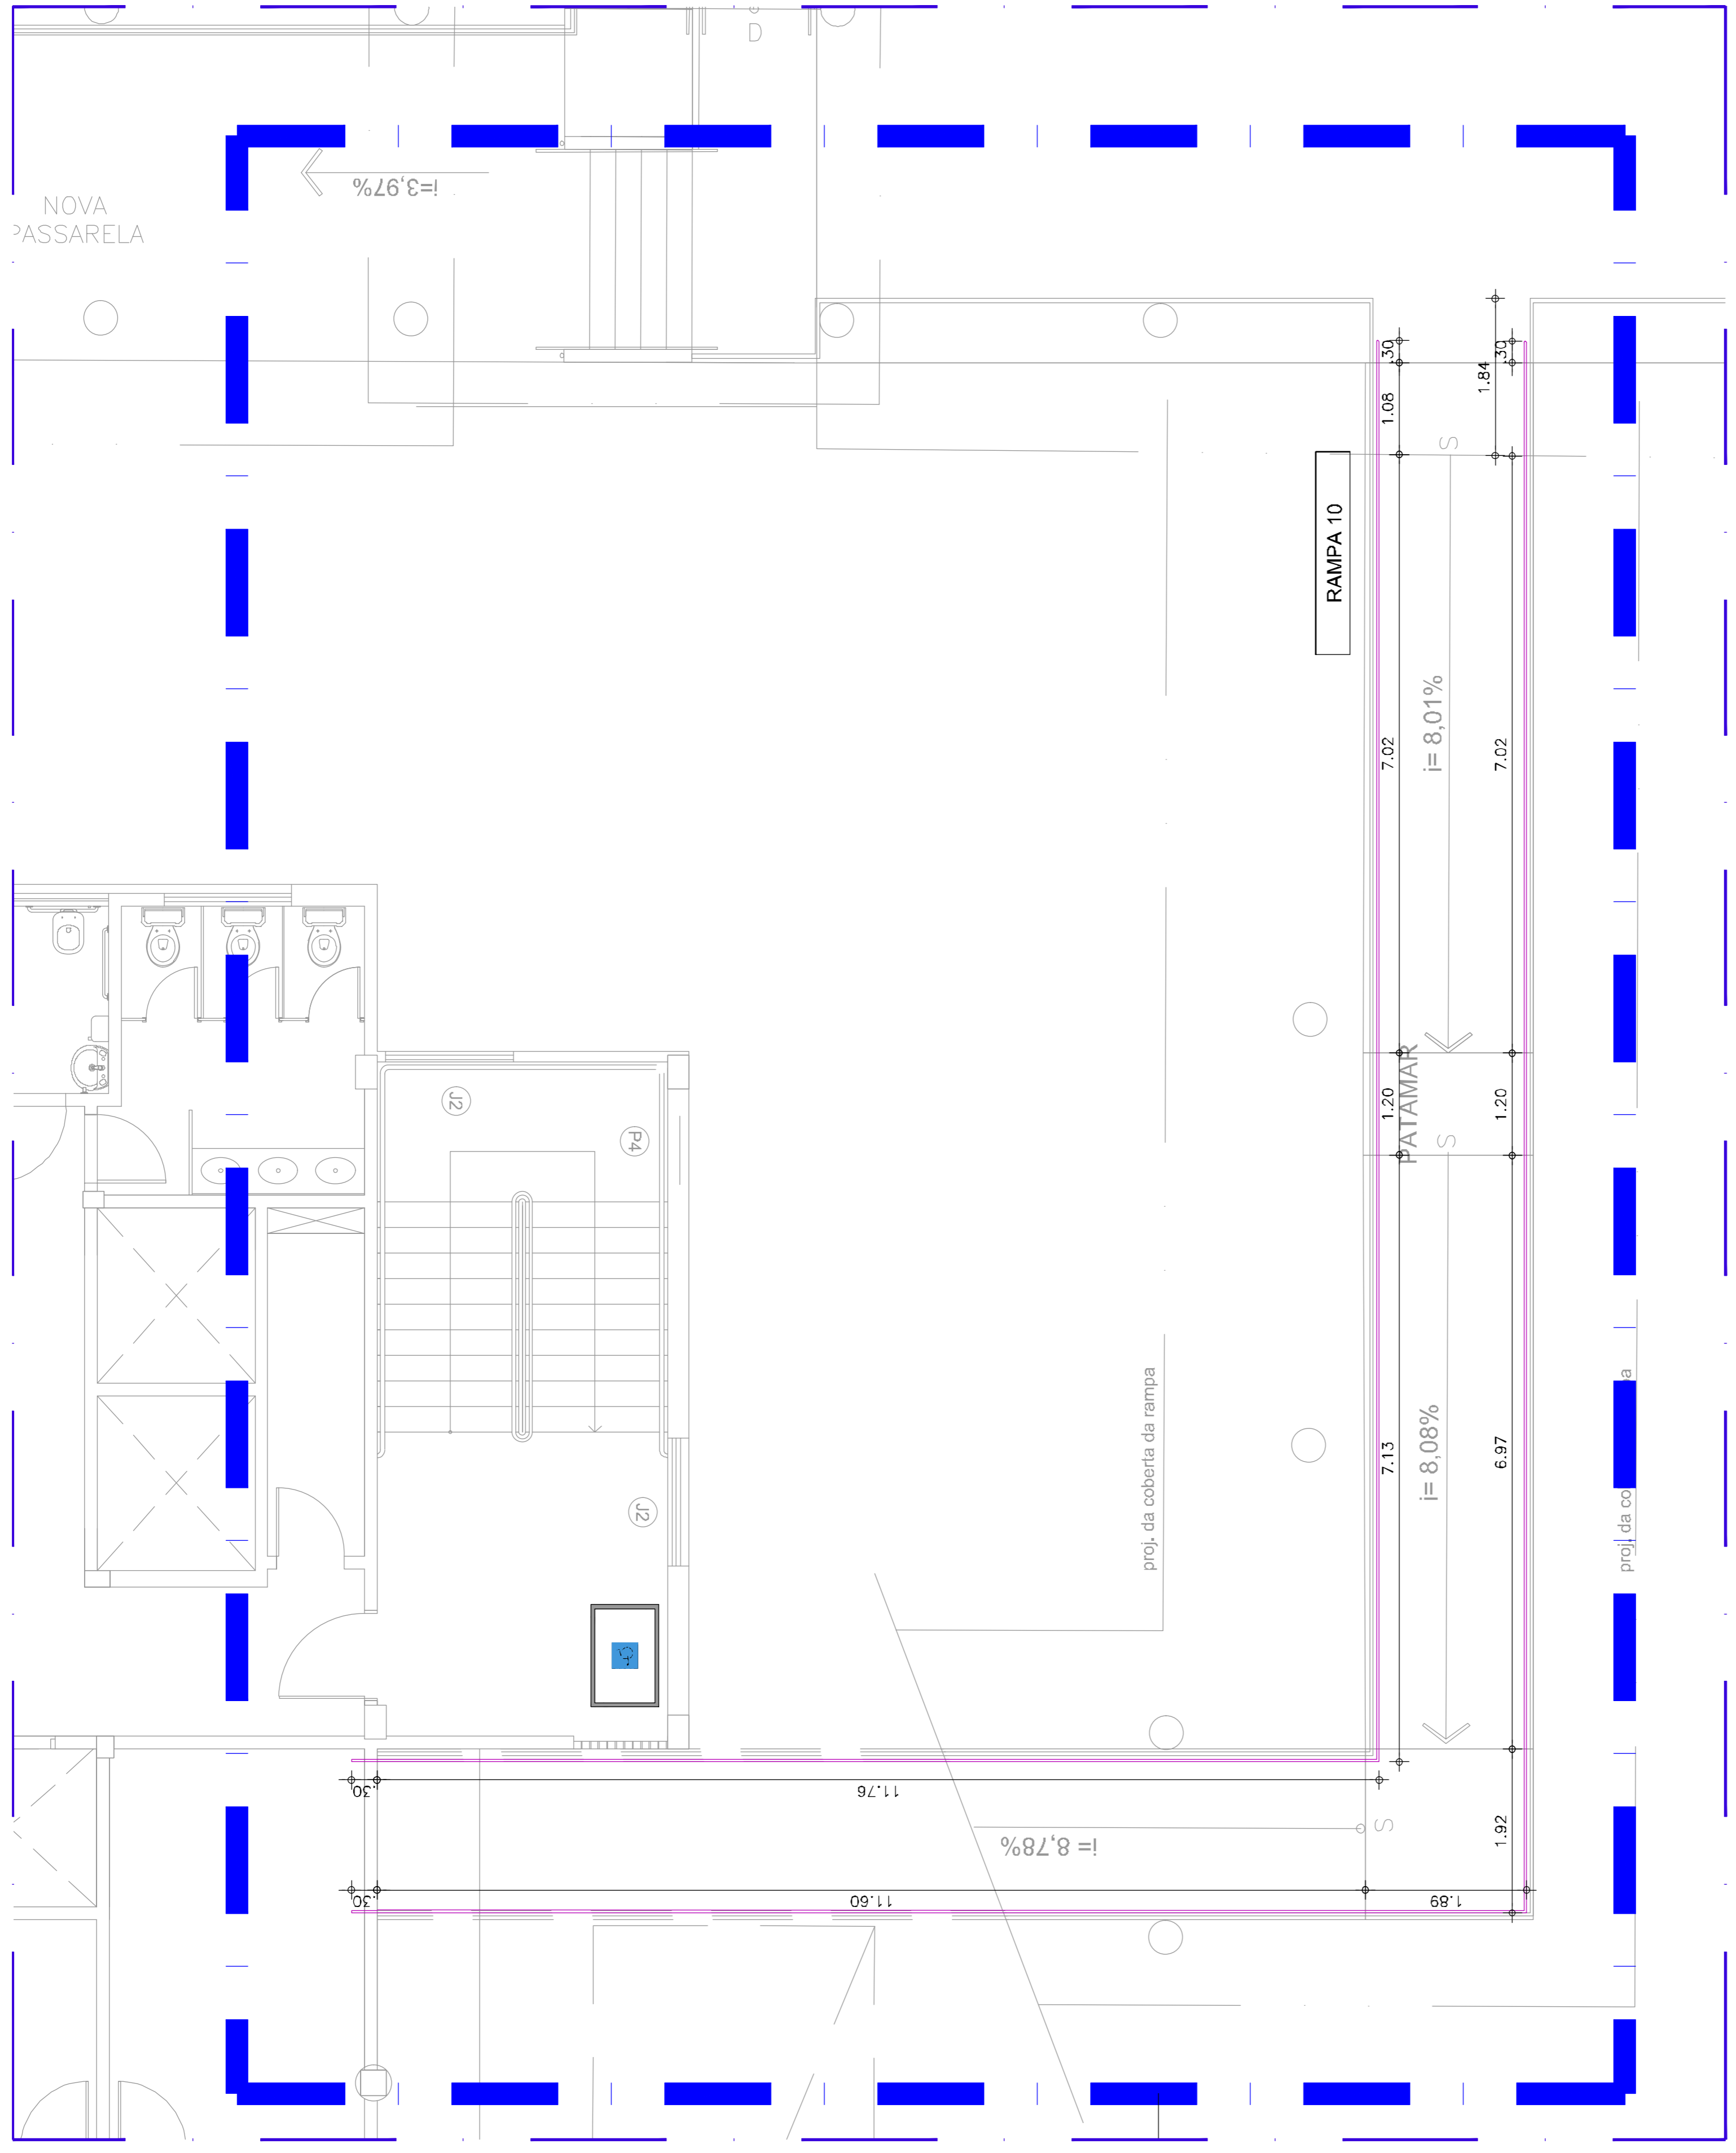 D
i=3,97%
NOVA
PASSARELA
.30
.30
1.84
1.08
S
RAMPA 10
i= 8,01%
7.02
7.02
PATAMAR
1.20
1.20
S
J2
P4
J2
proj. da coberta da rampa
i= 8,08%
7.13
6.97
proj. da co
pa
.30
11.76
i= 8,78%
S
1.92
.30
11.60
1.89